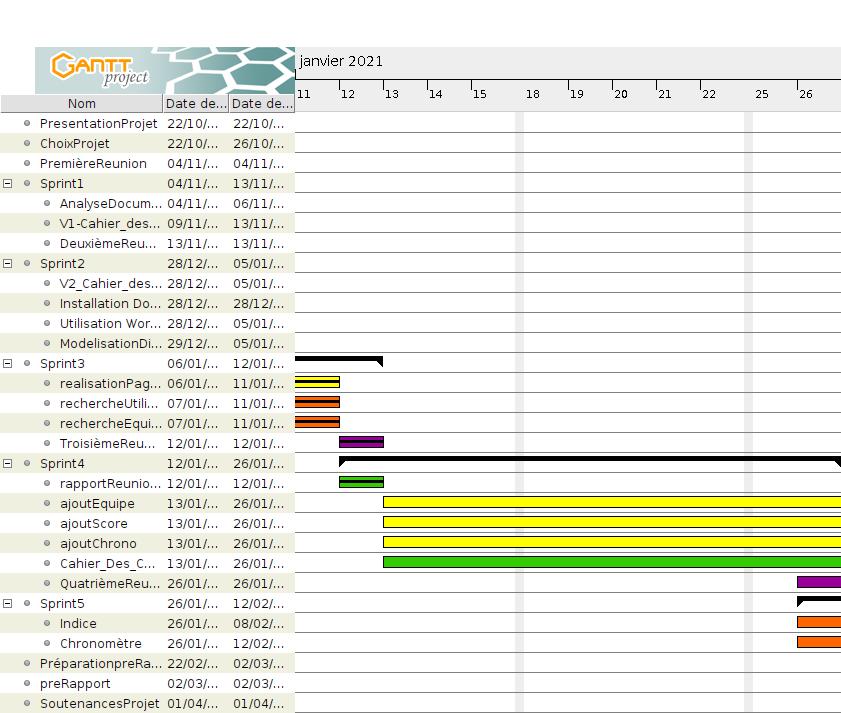 GANTT
project
janvier 2021
11 12 13 14 15 18 19 20 21 22 25 26
Nom Date de... Date de...
PresentationProjet 22/10/... 22/10/...
ChoixProjet 22/10/... 26/10/...
PremièreReunion 04/11/... 04/11/...
Sprint1 04/11/... 13/11/...
AnalyseDocum... 04/11/... 06/11/...
V1-Cahier_des... 09/11/... 13/11/...
DeuxièmeReu... 13/11/... 13/11/...
Sprint2 28/12/... 05/01/...
V2_Cahier_des... 28/12/... 05/01/...
Installation Do... 28/12/... 28/12/...
Utilisation Wor... 28/12/... 05/01/...
ModelisationDi... 29/12/... 05/01/...
Sprint3 06/01/... 12/01/...
realisationPag... 06/01/... 11/01/...
rechercheUtili... 07/01/... 11/01/...
rechercheEqui... 07/01/... 11/01/...
TroisièmeReu... 12/01/... 12/01/...
Sprint4 12/01/... 26/01/...
rapportReunio... 12/01/... 12/01/...
ajoutEquipe 13/01/... 26/01/...
ajoutScore 13/01/... 26/01/...
ajoutChrono 13/01/... 26/01/...
Cahier_Des_C... 13/01/... 26/01/...
QuatrièmeReu... 26/01/... 26/01/...
Sprint5 26/01/... 12/02/...
Indice 26/01/... 08/02/...
Chronomètre 26/01/... 12/02/...
PréparationpreRa... 22/02/... 02/03/...
preRapport 02/03/... 02/03/...
SoutenancesProjet 01/04/... 01/04/...